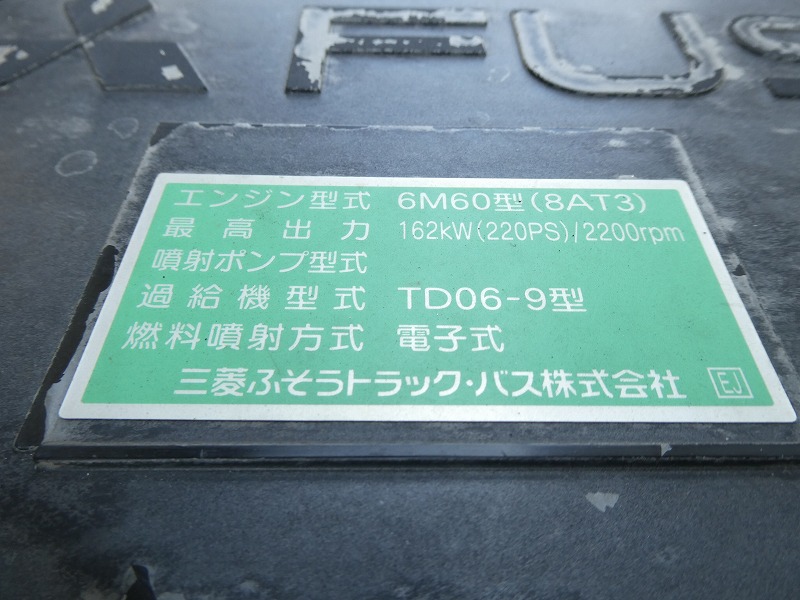 FUS
エンジン型式 6M60型(8AT3)
最高出力 162kW(220PS)/2200rpm
噴射ポンプ型式
過給機型式 TD06-9型
燃料噴射方式 電子式
三菱ふそうトラック・バス株式会社 EJ